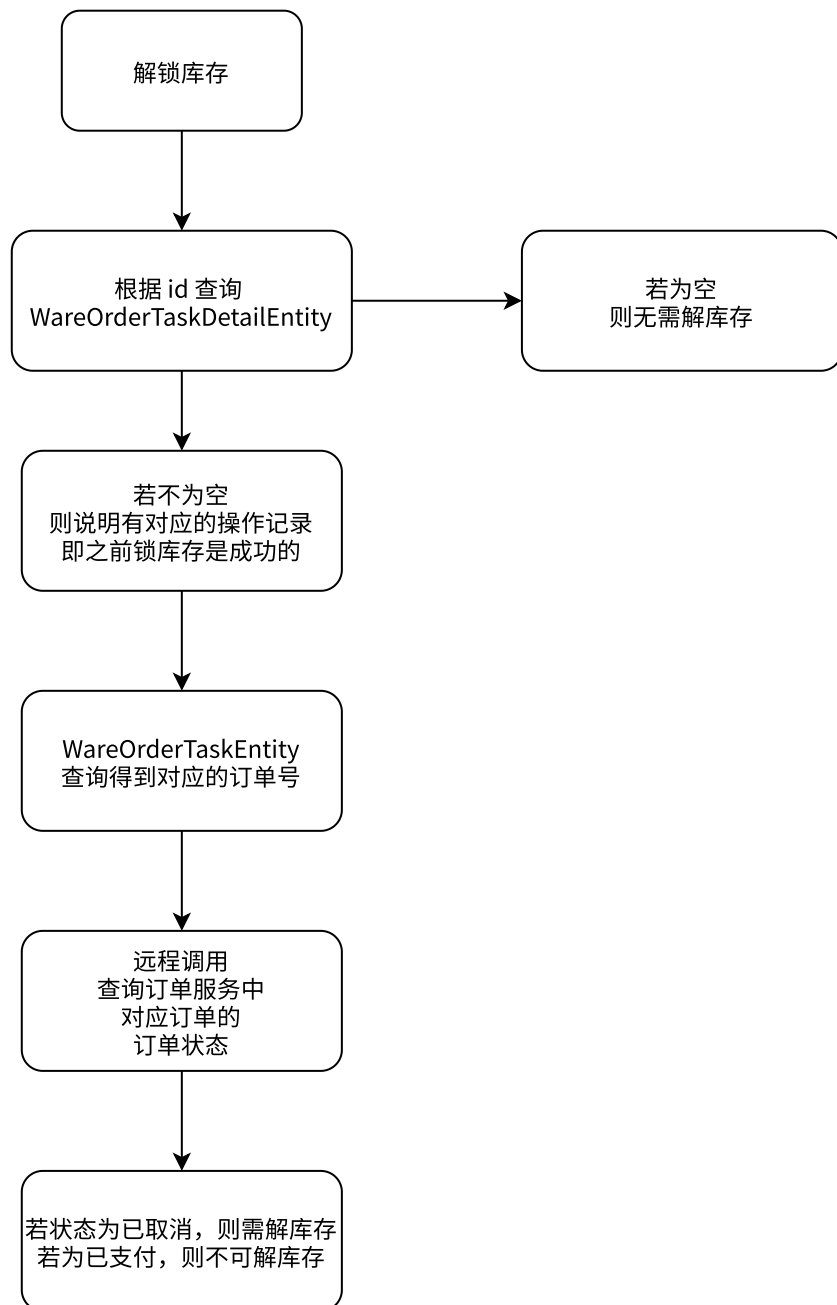 解锁库存
根据 id 查询
WareOrderTaskDetailEntity
若为空
则无需解库存
若不为空
则说明有对应的操作记录
即之前锁库存是成功的
WareOrderTaskEntity
查询得到对应的订单号
远程调用
查询订单服务中
对应订单的
订单状态
若状态为已取消，则需解库存
若为已支付，则不可解库存